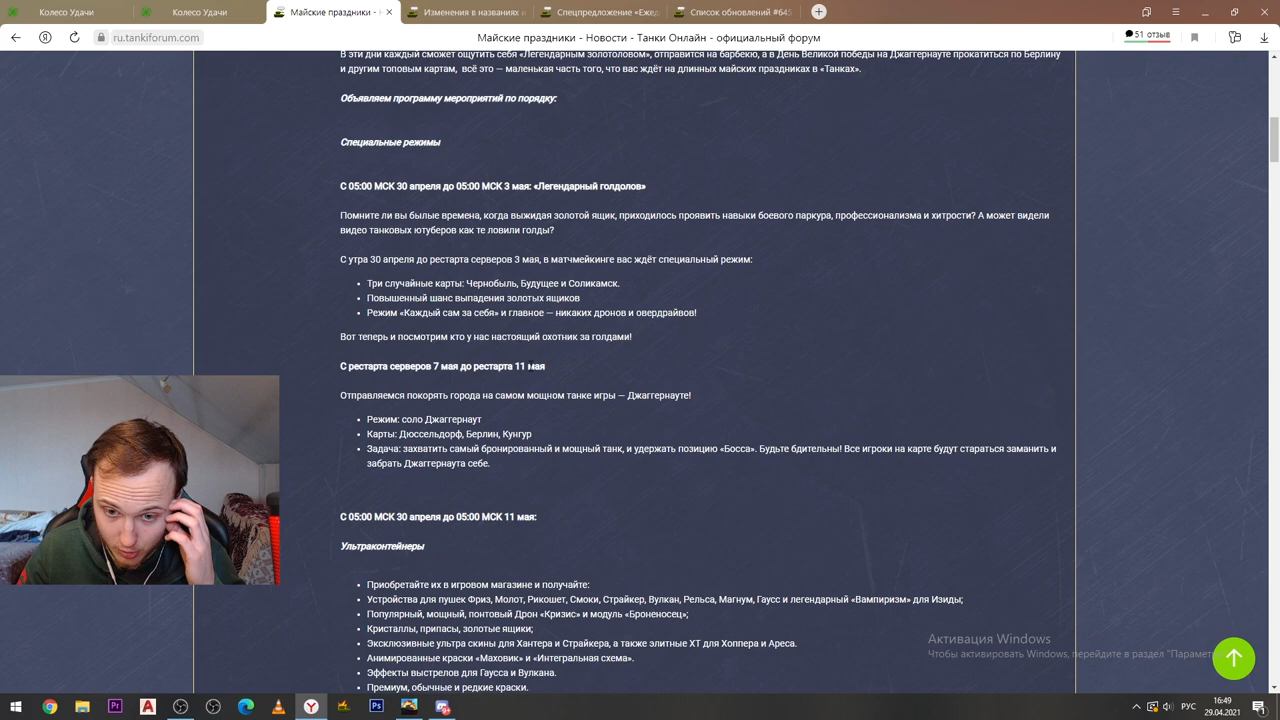 Колесо Удачи
Колесо Удачи
Майские праздники -
Изменения в названиях и
Спецпредложение «Ежед
Список обновлений #645
ru.tankiforum.com
Майские праздники - Новости - Танки Онлайн - официальный форум
51 отзыв
В эти дни каждый сможет ощутить себя «Легендарным золотоловом», отправится на барбекю, а в День Великой победы на Джаггернауте прокатиться по Берлину
и другим топовым картам, всё это — маленькая часть того, что вас ждёт на длинных майских праздниках в «Танках».
Объявляем программу мероприятий по порядку:
Специальные режимы
С 05:00 МСК 30 апреля до 05:00 МСК 3 мая: «Легендарный голдолов»
Помните ли вы былые времена, когда выжидая золотой ящик, приходилось проявить навыки боевого паркура, профессионализма и хитрости? А может видели
видео танковых ютуберов как те ловили голды?
С утра 30 апреля до рестарта серверов 3 мая, в матчмейкинге вас ждёт специальный режим:
• Три случайные карты: Чернобыль, Будущее и Соликамск.
• Повышенный шанс выпадения золотых ящиков
• Режим «Каждый сам за себя» и главное — никаких дронов и овердрайвов!
Вот теперь и посмотрим кто у нас настоящий охотник за голдами!
С рестарта серверов 7 мая до рестарта 11 мая
Отправляемся покорять города на самом мощном танке игры — Джаггернауте!
• Режим: соло Джаггернаут
• Карты: Дюссельдорф, Берлин, Кунгур
• Задача: захватить самый бронированный и мощный танк, и удержать позицию «Босса». Будьте бдительны! Все игроки на карте будут стараться заманить и
забрать Джаггернаута себе.
С 05:00 МСК 30 апреля до 05:00 МСК 11 мая:
Ультраконтейнеры
• Приобретайте их в игровом магазине и получайте:
• Устройства для пушек Фриз, Молот, Рикошет, Смоки, Страйкер, Вулкан, Рельса, Магнум, Гаусс и легендарный «Вампиризм» для Изиды;
• Популярный, мощный, понтовый Дрон «Кризис» и модуль «Броненосец»;
• Кристаллы, припасы, золотые ящики;
• Эксклюзивные ультра скины для Хантера и Страйкера, а также элитные XT для Хоппера и Ареса.
• Анимированные краски «Маховик» и «Интегральная схема».
• Эффекты выстрелов для Гаусса и Вулкана.
• Премиум, обычные и редкие краски.
Активация Windows
Чтобы активировать Windows, перейдите в раздел "Парамет
РУС
16:49
29.04.2021